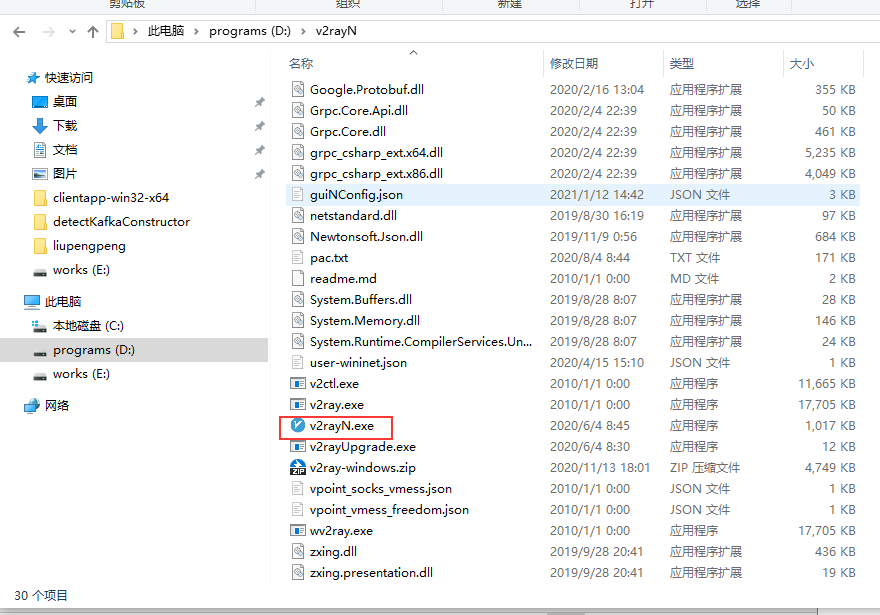 剪贴板 组织 新建 打开 选择
此电脑 › programs (D:) › v2rayN
名称 修改日期 类型 大小
快速访问
桌面
下载
文档
图片
clientapp-win32-x64
detectKafkaConstructor
liupengpeng
works (E:)
此电脑
本地磁盘 (C:)
programs (D:)
works (E:)
网络
Google.Protobuf.dll 2020/2/16 13:04 应用程序扩展 355 KB
Grpc.Core.Api.dll 2020/2/4 22:39 应用程序扩展 50 KB
Grpc.Core.dll 2020/2/4 22:39 应用程序扩展 461 KB
grpc_csharp_ext.x64.dll 2020/2/4 22:39 应用程序扩展 5,235 KB
grpc_csharp_ext.x86.dll 2020/2/4 22:39 应用程序扩展 4,049 KB
guiNConfig.json 2021/1/12 14:42 JSON 文件 3 KB
netstandard.dll 2019/8/30 16:19 应用程序扩展 97 KB
Newtonsoft.Json.dll 2019/11/9 0:56 应用程序扩展 684 KB
pac.txt 2020/8/4 8:44 TXT 文件 171 KB
readme.md 2010/1/1 0:00 MD 文件 2 KB
System.Buffers.dll 2019/8/28 8:07 应用程序扩展 28 KB
System.Memory.dll 2019/8/28 8:07 应用程序扩展 146 KB
System.Runtime.CompilerServices.Un... 2019/8/28 8:07 应用程序扩展 24 KB
user-wininet.json 2020/4/15 15:10 JSON 文件 1 KB
v2ctl.exe 2010/1/1 0:00 应用程序 11,665 KB
v2ray.exe 2010/1/1 0:00 应用程序 17,705 KB
v2rayN.exe 2020/6/4 8:45 应用程序 1,017 KB
v2rayUpgrade.exe 2020/6/4 8:30 应用程序 12 KB
v2ray-windows.zip 2020/11/13 18:01 ZIP 压缩文件 4,749 KB
vpoint_socks_vmess.json 2010/1/1 0:00 JSON 文件 1 KB
vpoint_vmess_freedom.json 2010/1/1 0:00 JSON 文件 1 KB
wv2ray.exe 2010/1/1 0:00 应用程序 17,705 KB
zxing.dll 2019/9/28 20:41 应用程序扩展 436 KB
zxing.presentation.dll 2019/9/28 20:41 应用程序扩展 19 KB
30 个项目